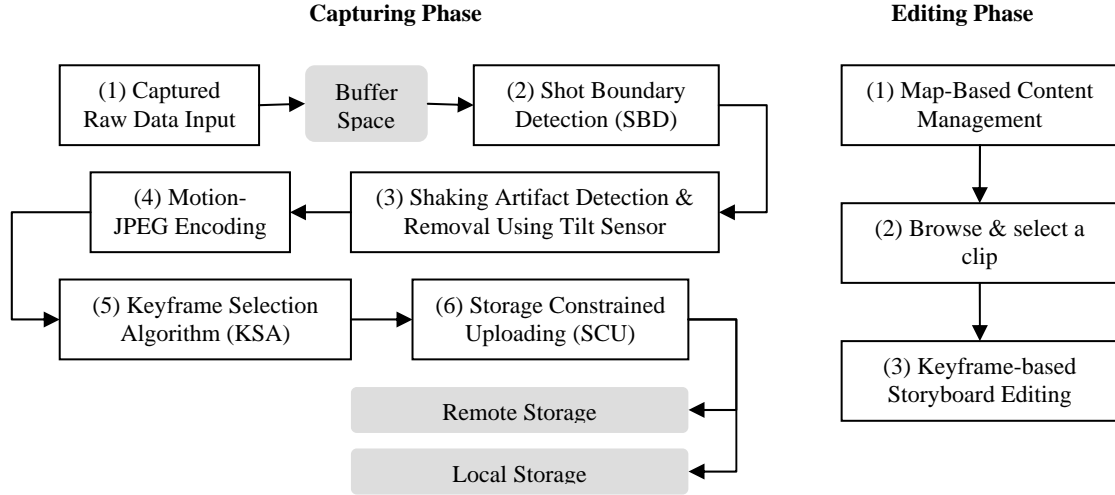 Capturing Phase
(1) Captured
Raw Data Input
Buffer
Space
(2) Shot Boundary
Detection (SBD)
(4) Motion-
JPEG Encoding
(3) Shaking Artifact Detection &
Removal Using Tilt Sensor
(5) Keyframe Selection
Algorithm (KSA)
(6) Storage Constrained
Uploading (SCU)
Remote Storage
Local Storage
Editing Phase
(1) Map-Based Content
Management
(2) Browse & select a
clip
(3) Keyframe-based
Storyboard Editing